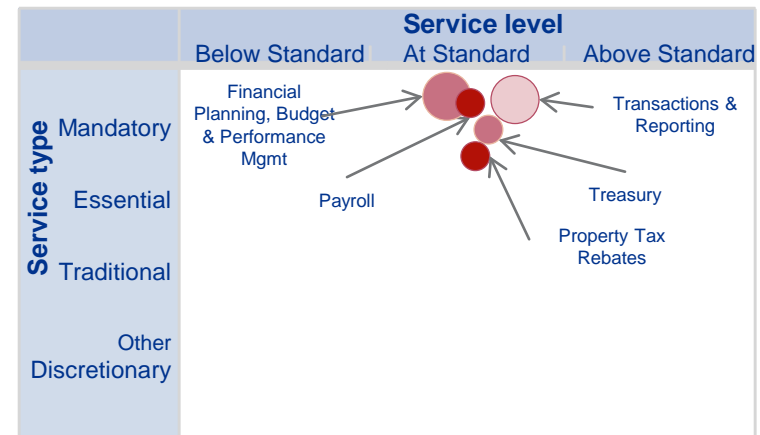 Service level
Below Standard
At Standard
Above Standard
Service type
Mandatory
Essential
Traditional
Other
Discretionary
Financial
Planning, Budget
& Performance
Mgmt
Transactions &
Reporting
Payroll
Treasury
Property Tax
Rebates